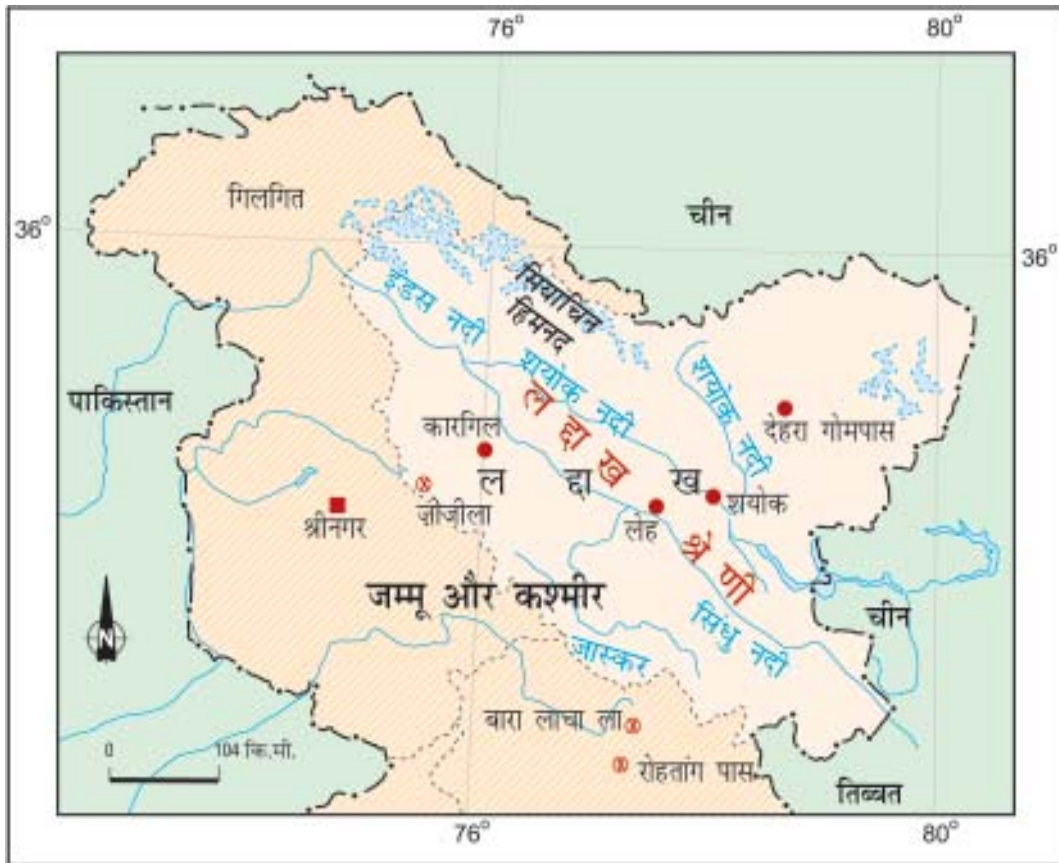 76°
80°
गिलगित
चीन
36°
36°
सियाचिन
हिमनद
इंडस नदी
शयोक नदी
शयोक नदी
पाकिस्तान
लद्दाख श्रेणी
देहरा गोमपास
कारगिल
लद्दाख
ज़ोजीला
शयोक
श्रीनगर
लेह
जम्मू और कश्मीर
सिंधु नदी
चीन
N
ज़ास्कर
बारा लाचा ला
रोहतांग पास
0 104 कि.मी.
तिब्बत
76°
80°